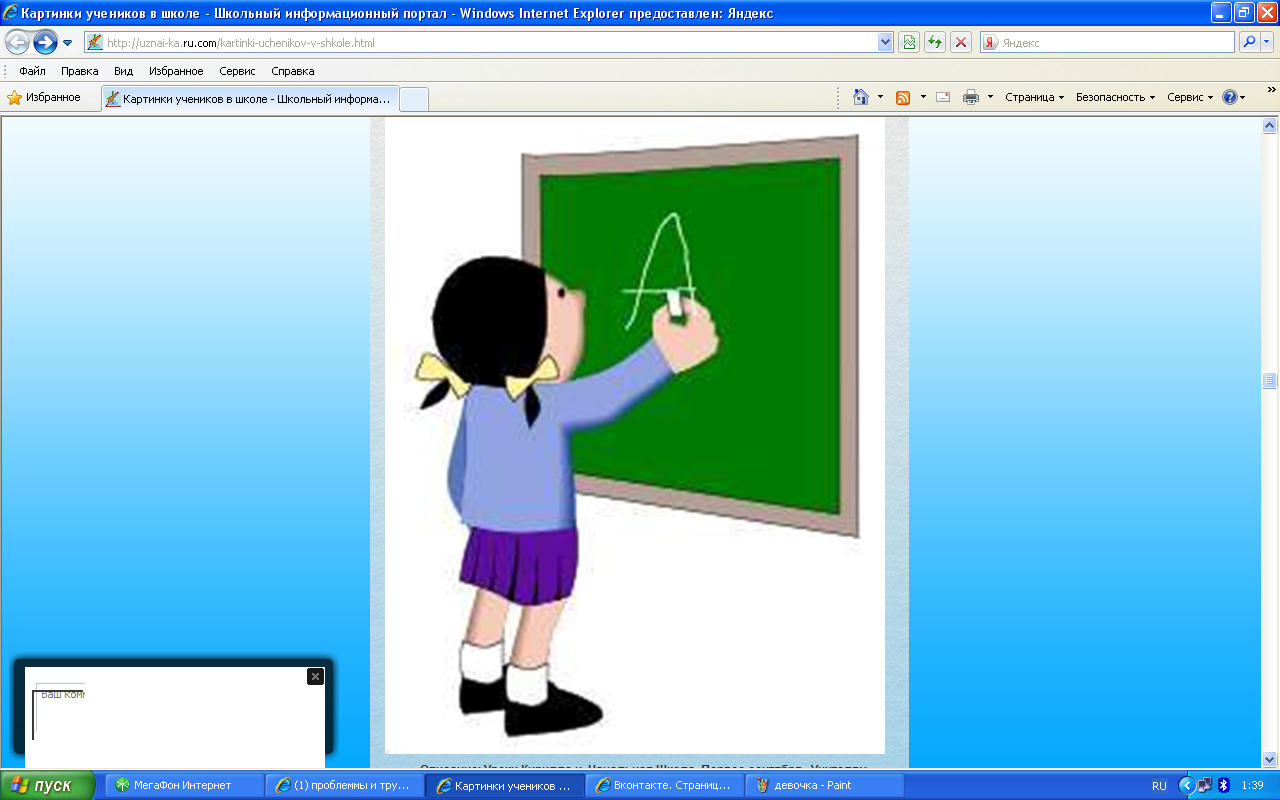 Картинки учеников в школе - Школьный информационный портал - Windows Internet Explorer предоставлен: Яндекс
http://uznai-ka.ru.com/kartinki-uchenikov-v-shkole.html
Яндекс
Файл Правка Вид Избранное Сервис Справка
Избранное Картинки учеников в школе - Школьный информа... Страница Безопасность Сервис
A
Ваш
пуск МегаФон Интернет (1) проблеммы и тру... Картинки учеников ... Вконтакте. Страниц... девочка - Paint RU 1:39